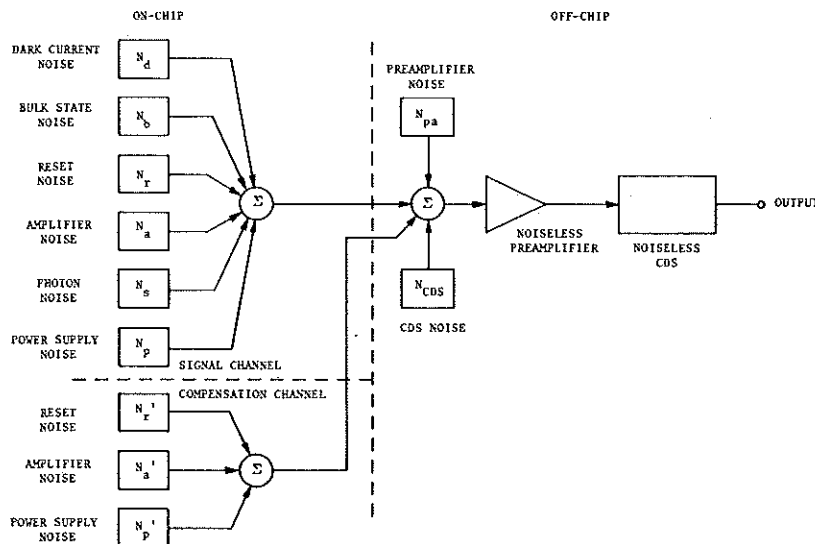 ON-CHIP
OFF-CHIP
DARK CURRENT
NOISE
N_d
BULK STATE
NOISE
N_b
RESET
NOISE
N_r
AMPLIFIER
NOISE
N_a
PHOTON
NOISE
N_s
POWER SUPPLY
NOISE
N_p
Σ
SIGNAL CHANNEL
COMPENSATION CHANNEL
RESET
NOISE
N_r'
AMPLIFIER
NOISE
N_a'
POWER SUPPLY
NOISE
N_p'
Σ
PREAMPLIFIER
NOISE
N_pa
Σ
N_CDS
CDS NOISE
NOISELESS
PREAMPLIFIER
NOISELESS
CDS
OUTPUT